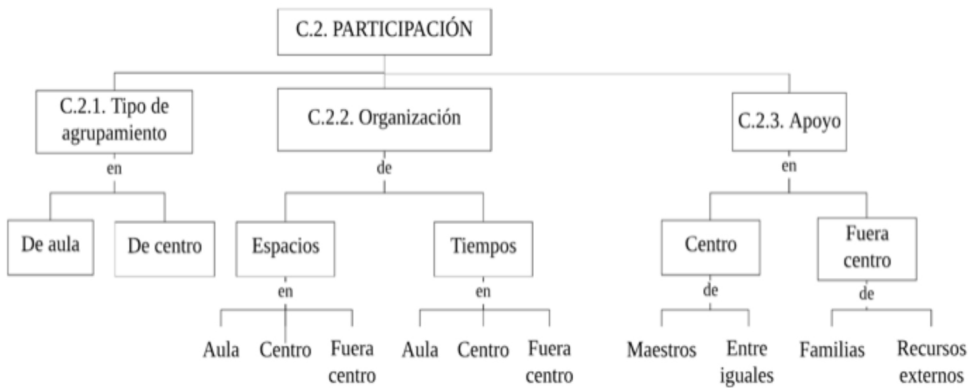 C.2. PARTICIPACIÓN
C.2.1. Tipo de
agrupamiento
C.2.2. Organización
C.2.3. Apoyo
en
de
en
De aula
De centro
Espacios
Tiempos
Centro
Fuera
centro
en
en
de
de
Aula
Centro
Fuera
centro
Aula
Centro
Fuera
centro
Maestros
Entre
iguales
Familias
Recursos
externos